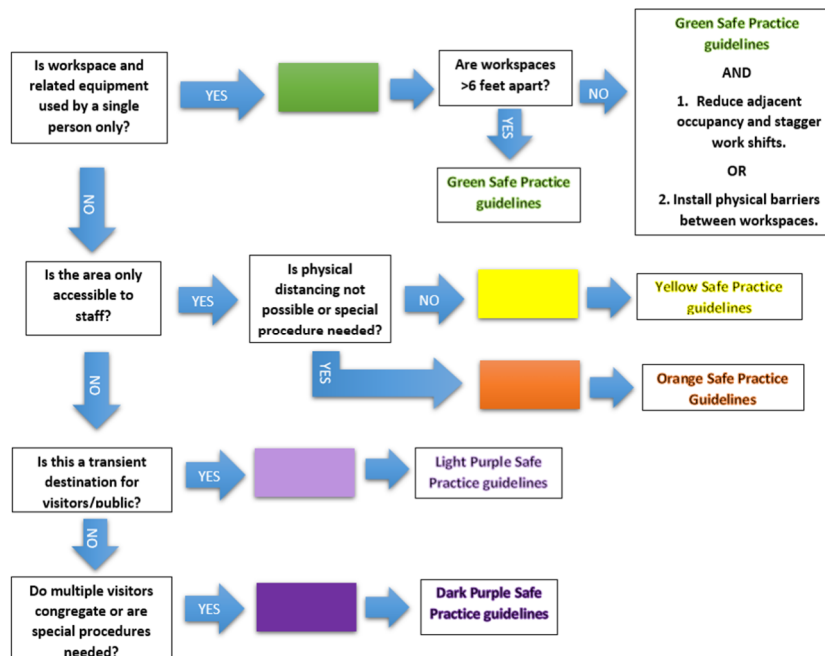 Is workspace and
related equipment
used by a single
person only?
YES
Are workspaces
>6 feet apart?
NO
Green Safe Practice
guidelines
AND
1. Reduce adjacent
occupancy and stagger
work shifts.
OR
2. Install physical barriers
between workspaces.
YES
Green Safe Practice
guidelines
NO
Is the area only
accessible to
staff?
YES
Is physical
distancing not
possible or special
procedure needed?
NO
Yellow Safe Practice
guidelines
YES
Orange Safe Practice
Guidelines
NO
Is this a transient
destination for
visitors/public?
YES
Light Purple Safe
Practice guidelines
NO
Do multiple visitors
congregate or are
special procedures
needed?
YES
Dark Purple Safe
Practice guidelines